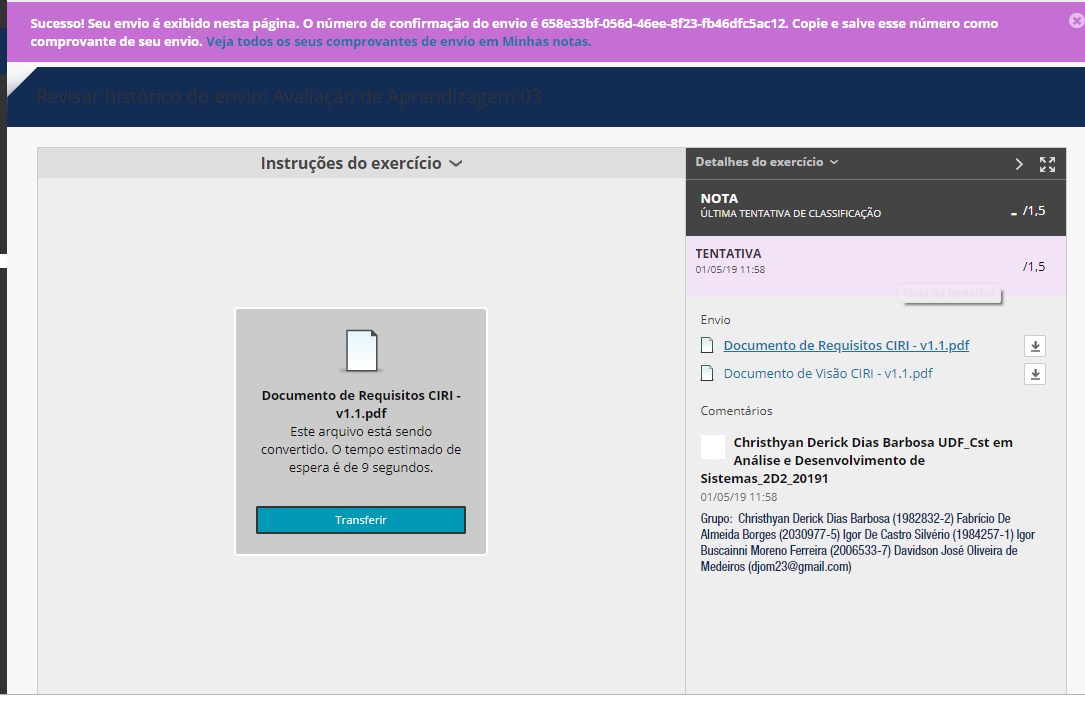 Sucesso! Seu envio é exibido nesta página. O número de confirmação do envio é 658e33bf-056d-46ee-8f23-fb46dfc5ac12. Copie e salve esse número como
comprovante de seu envio. Veja todos os seus comprovantes de envio em Minhas notas.
Revisar histórico do envio: Avaliação de Aprendizagem 03
Instruções do exercício
Documento de Requisitos CIRI -
v1.1.pdf
Este arquivo está sendo
convertido. O tempo estimado de
espera é de 9 segundos.
Transferir
Detalhes do exercício
NOTA
ÚLTIMA TENTATIVA DE CLASSIFICAÇÃO
- /1,5
TENTATIVA
01/05/19 11:58
/1,5
Nota da tentativa
Envio
Documento de Requisitos CIRI - v1.1.pdf
Documento de Visão CIRI - v1.1.pdf
Comentários
Christhyan Derick Dias Barbosa UDF_Cst em
Análise e Desenvolvimento de
Sistemas_2D2_20191
01/05/19 11:58
Grupo: Christhyan Derick Dias Barbosa (1982832-2) Fabrício De
Almeida Borges (2030977-5) Igor De Castro Silvério (1984257-1) Igor
Buscainni Moreno Ferreira (2006533-7) Davidson José Oliveira de
Medeiros (djom23@gmail.com)